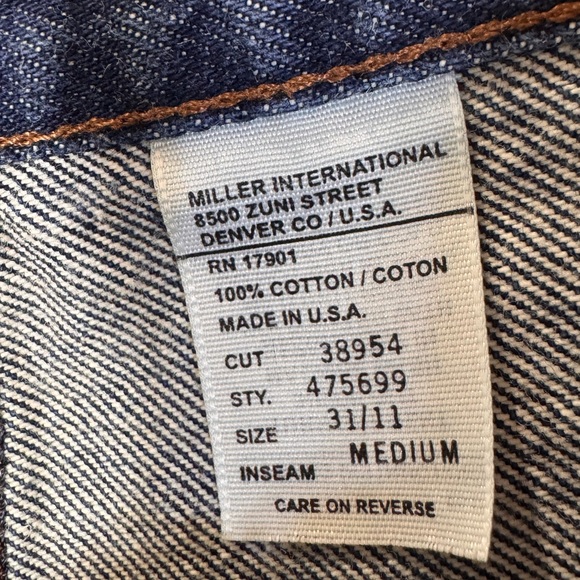 MILLER INTERNATIONAL
8500 ZUNI STREET
DENVER CO / U.S.A.
RN 17901
100% COTTON / COTON
MADE IN U.S.A.
CUT 38954
STY. 475699
SIZE 31/11
INSEAM MEDIUM
CARE ON REVERSE